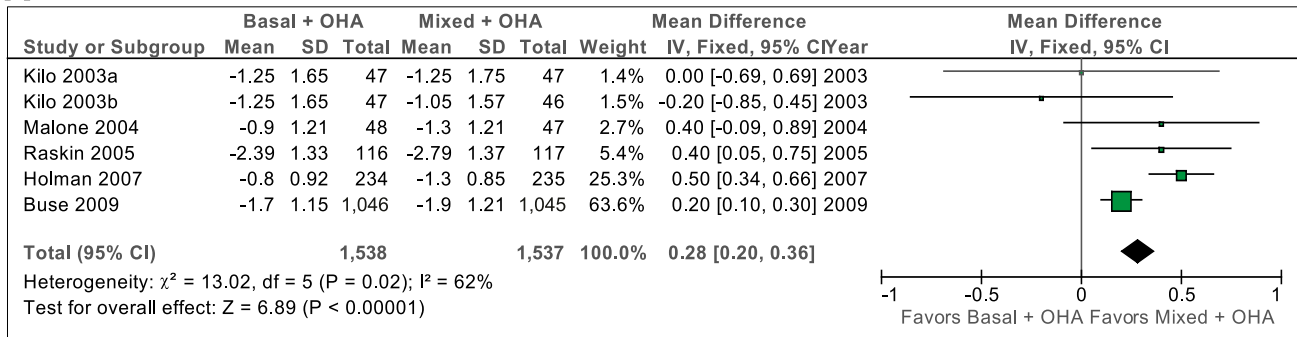 Basal + OHA Mixed + OHA Mean Difference Mean Difference
Study or Subgroup Mean SD Total Mean SD Total Weight IV, Fixed, 95% CI Year IV, Fixed, 95% CI
Kilo 2003a -1.25 1.65 47 -1.25 1.75 47 1.4% 0.00 [-0.69, 0.69] 2003
Kilo 2003b -1.25 1.65 47 -1.05 1.57 46 1.5% -0.20 [-0.85, 0.45] 2003
Malone 2004 -0.9 1.21 48 -1.3 1.21 47 2.7% 0.40 [-0.09, 0.89] 2004
Raskin 2005 -2.39 1.33 116 -2.79 1.37 117 5.4% 0.40 [0.05, 0.75] 2005
Holman 2007 -0.8 0.92 234 -1.3 0.85 235 25.3% 0.50 [0.34, 0.66] 2007
Buse 2009 -1.7 1.15 1,046 -1.9 1.21 1,045 63.6% 0.20 [0.10, 0.30] 2009
Total (95% CI) 1,538 1,537 100.0% 0.28 [0.20, 0.36]
Heterogeneity: χ² = 13.02, df = 5 (P = 0.02); I² = 62%
Test for overall effect: Z = 6.89 (P < 0.00001)
-1 -0.5 0 0.5 1
Favors Basal + OHA Favors Mixed + OHA